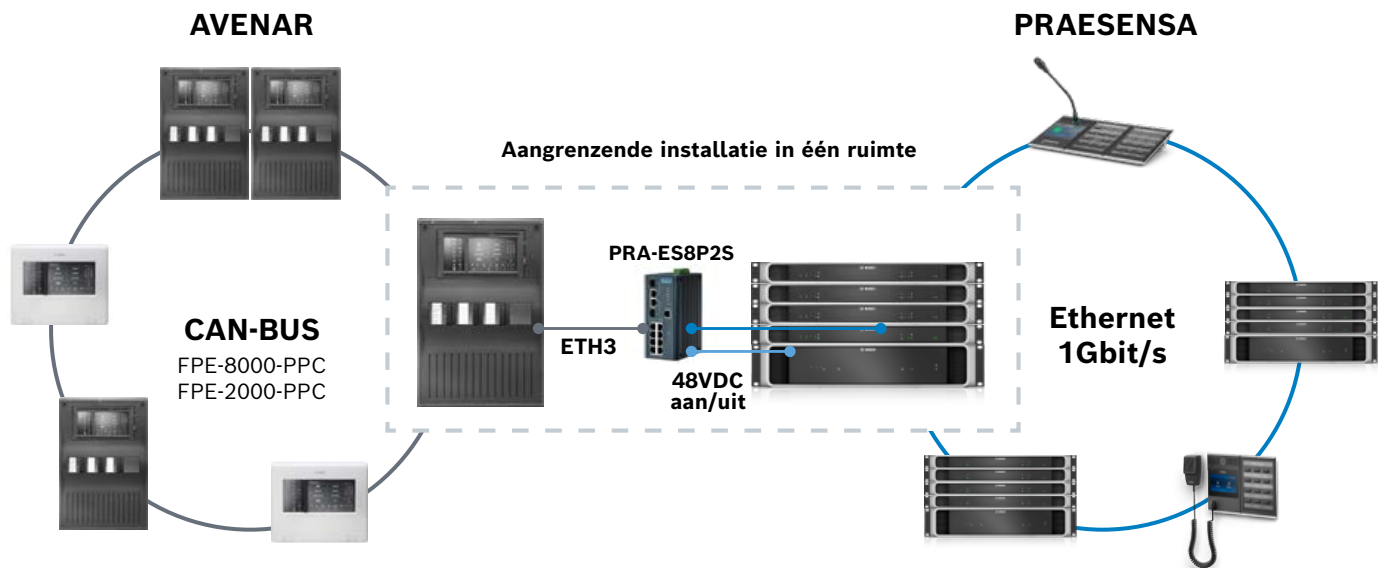 AVENAR
PRAESENSA
Aangrenzende installatie in één ruimte
PRA-ES8P2S
CAN-BUS
FPE-8000-PPC
FPE-2000-PPC
ETH3
48VDC
aan/uit
Ethernet
1Gbit/s